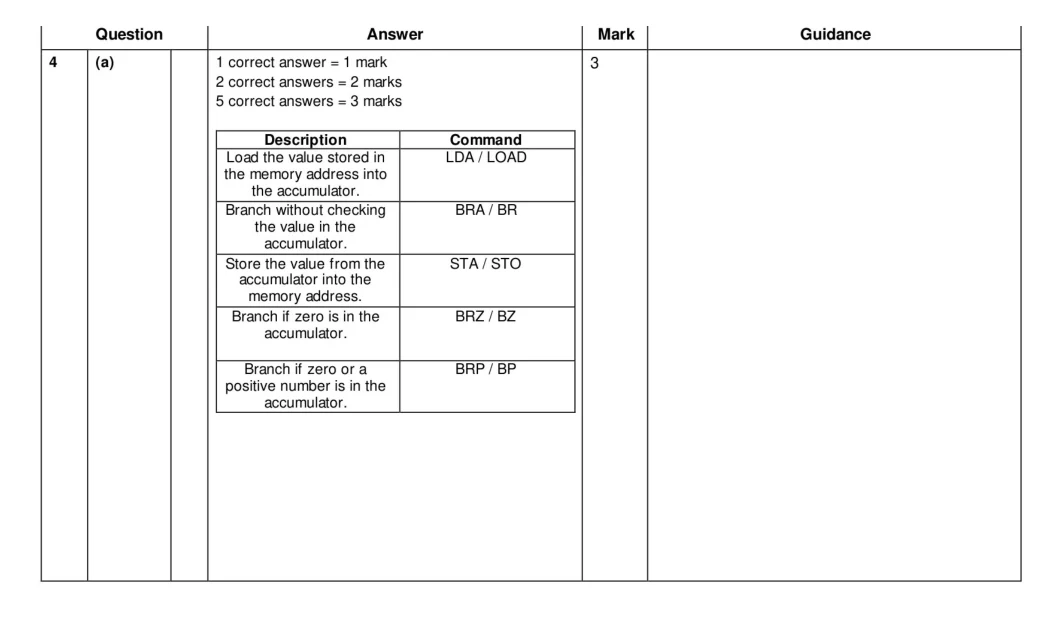 Question Answer Mark Guidance
4 (a) 1 correct answer = 1 mark 3
2 correct answers = 2 marks
5 correct answers = 3 marks
Description Command
Load the value stored in LDA / LOAD
the memory address into
the accumulator.
Branch without checking BRA / BR
the value in the
accumulator.
Store the value from the STA / STO
accumulator into the
memory address.
Branch if zero is in the BRZ / BZ
accumulator.
Branch if zero or a BRP / BP
positive number is in the
accumulator.